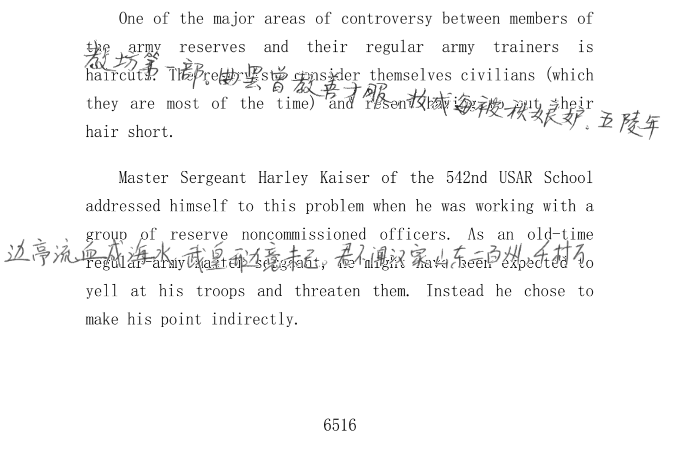 One of the major areas of controversy between members of
the army reserves and their regular army trainers is
教坊第一部。曲罢曾教善才服
haircuts. The reservists consider themselves civilians (which
they are most of the time) and resent having to cut their
妆成每被秋娘妒。五陵年
hair short.
Master Sergeant Harley Kaiser of the 542nd USAR School
addressed himself to this problem when he was working with a
group of reserve noncommissioned officers. As an old-time
边亭流血成海水,武皇开边意未已。君不闻汉家山东二百州,千村万
regular-army master sergeant, he might have been expected to
yell at his troops and threaten them. Instead he chose to
make his point indirectly.
6516